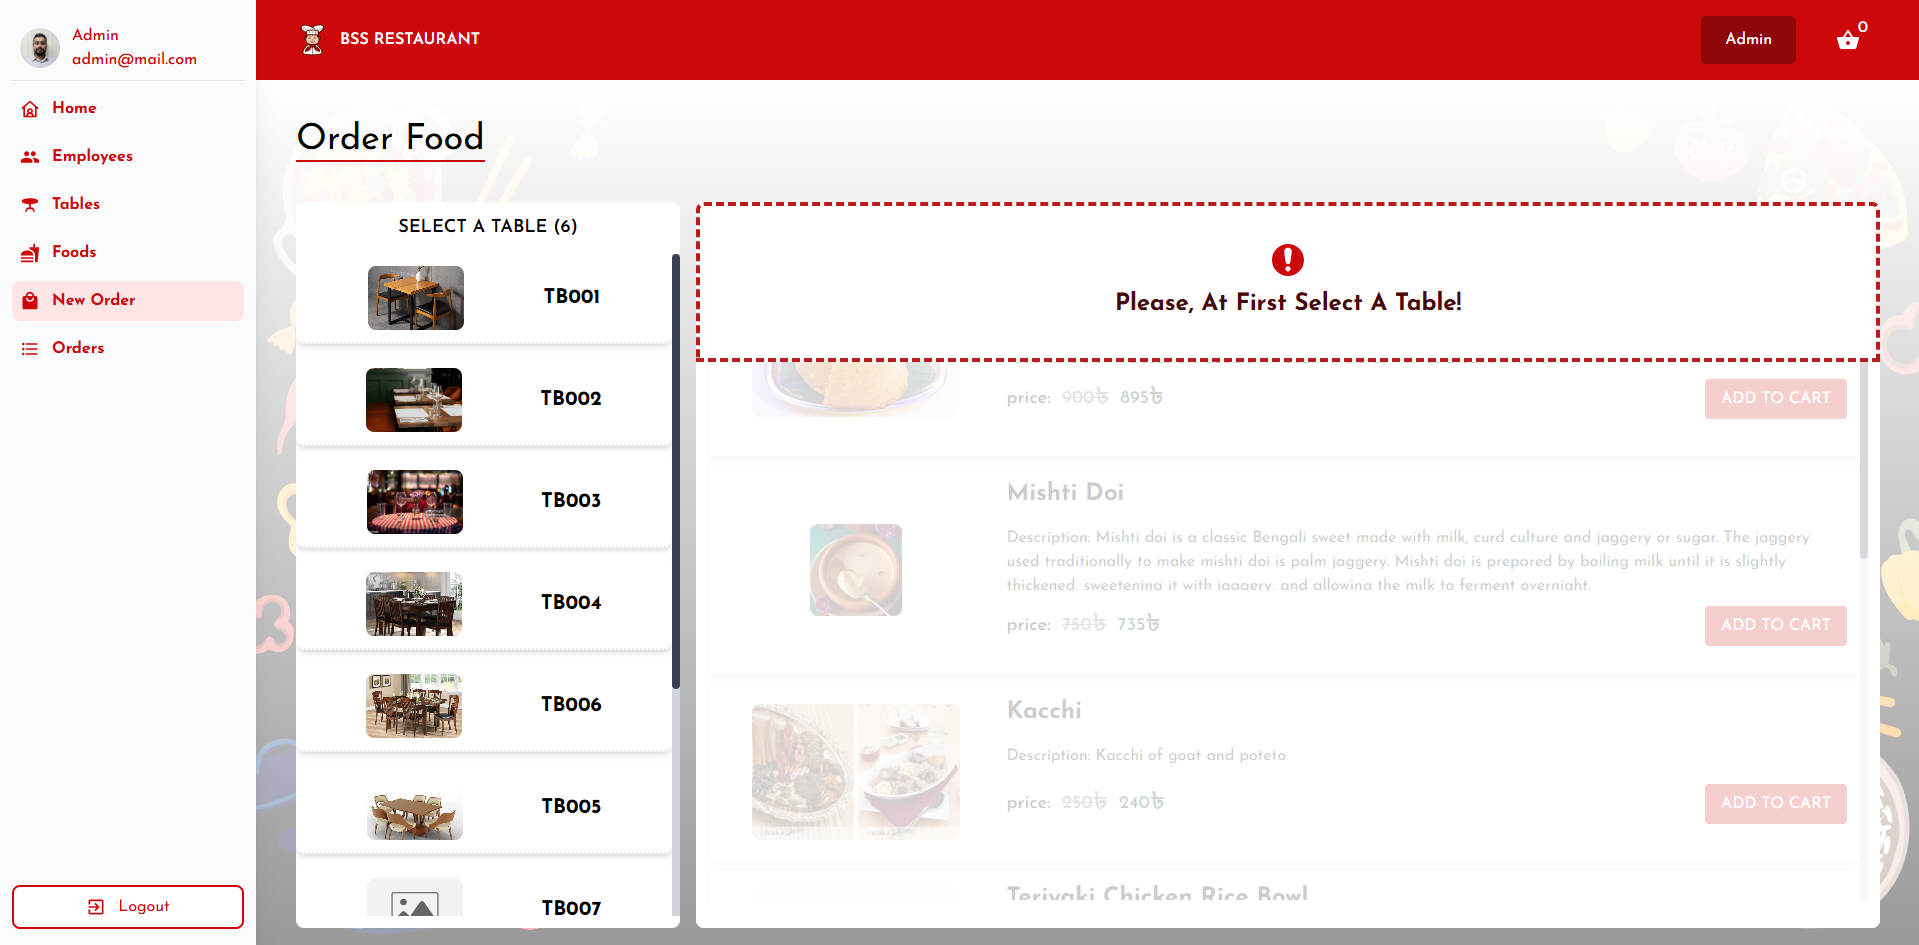 Admin
admin@mail.com
Home
Employees
Tables
Foods
New Order
Orders
Logout
BSS RESTAURANT
Admin
0
Order Food
SELECT A TABLE (6)
TB001
TB002
TB003
TB004
TB006
TB005
TB007
Please, At First Select A Table!
price: 900৳ 895৳
ADD TO CART
Mishti Doi
Description: Mishti doi is a classic Bengali sweet made with milk, curd culture and jaggery or sugar. The jaggery
used traditionally to make mishti doi is palm jaggery. Mishti doi is prepared by boiling milk until it is slightly
thickened, sweetening it with jaggery, and allowing the milk to ferment overnight.
price: 750৳ 735৳
ADD TO CART
Kacchi
Description: Kacchi of goat and poteto
price: 250৳ 240৳
ADD TO CART
Teriyaki Chicken Rice Bowl